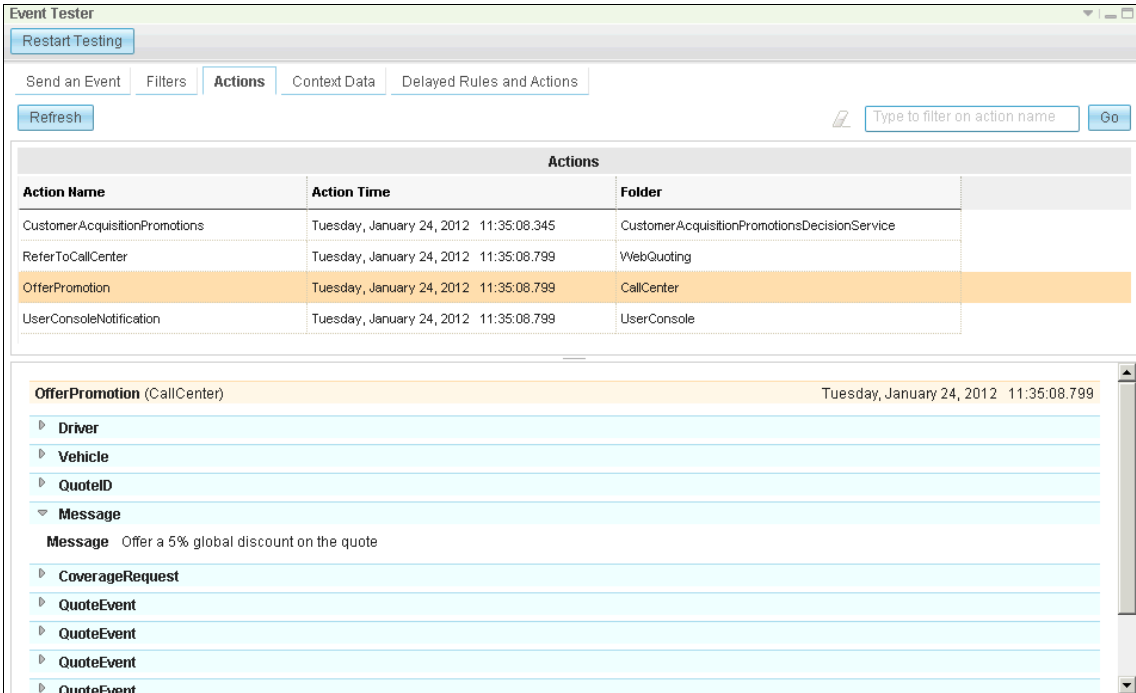 Event Tester
Restart Testing
Send an Event Filters Actions Context Data Delayed Rules and Actions
Refresh Type to filter on action name Go
Actions
Action Name Action Time Folder
CustomerAcquisitionPromotions Tuesday, January 24, 2012 11:35:08.345 CustomerAcquisitionPromotionsDecisionService
ReferToCallCenter Tuesday, January 24, 2012 11:35:08.799 WebQuoting
OfferPromotion Tuesday, January 24, 2012 11:35:08.799 CallCenter
UserConsoleNotification Tuesday, January 24, 2012 11:35:08.799 UserConsole
OfferPromotion (CallCenter) Tuesday, January 24, 2012 11:35:08.799
Driver
Vehicle
QuoteID
Message
Message Offer a 5% global discount on the quote
CoverageRequest
QuoteEvent
QuoteEvent
QuoteEvent
QuoteEvent